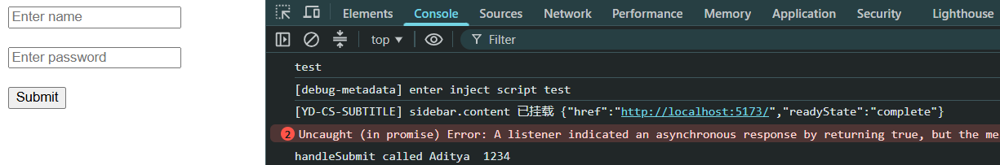 Enter name
Enter password
Submit
Elements Console Sources Network Performance Memory Application Security Lighthouse
top Filter
test
[debug-metadata] enter inject script test
[YD-CS-SUBTITLE] sidebar.content 已挂载 {"href":"http://localhost:5173/","readyState":"complete"}
2 Uncaught (in promise) Error: A listener indicated an asynchronous response by returning true, but the me
handleSubmit called Aditya 1234